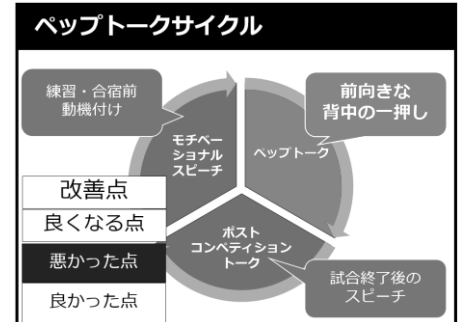 ペップトークサイクル
練習・合宿前
動機付け
前向きな
背中の一押し
モチベー
ショナル
スピーチ
ペップトーク
改善点
良くなる点
悪かった点
良かった点
ポスト
コンペティション
トーク
試合終了後の
スピーチ